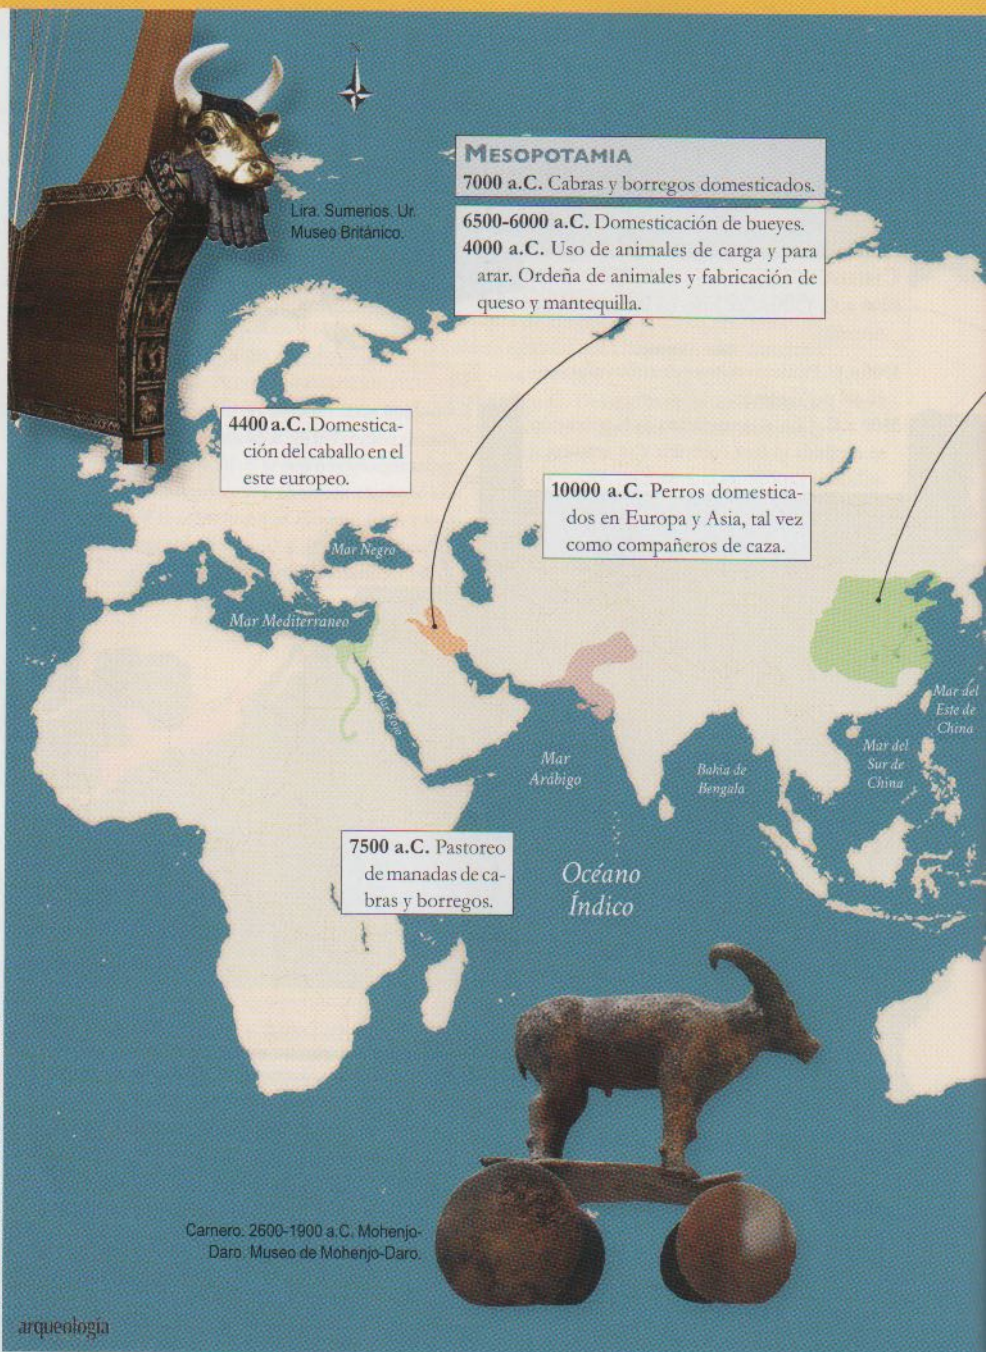 N
Lira. Sumerios. Ur.
Museo Británico.
MESOPOTAMIA
7000 a.C. Cabras y borregos domesticados.
6500-6000 a.C. Domesticación de bueyes.
4000 a.C. Uso de animales de carga y para
arar. Ordeña de animales y fabricación de
queso y mantequilla.
4400 a.C. Domestica-
ción del caballo en el
este europeo.
10000 a.C. Perros domestica-
dos en Europa y Asia, tal vez
como compañeros de caza.
Mar Negro
Mar Mediterraneo
Mar Rojo
Mar
Arábigo
Bahía de
Bengala
Mar del
Este de
China
Mar del
Sur de
China
7500 a.C. Pastoreo
de manadas de ca-
bras y borregos.
Océano
Índico
Carnero. 2600-1900 a.C. Mohenjo-
Daro. Museo de Mohenjo-Daro.
arqueología